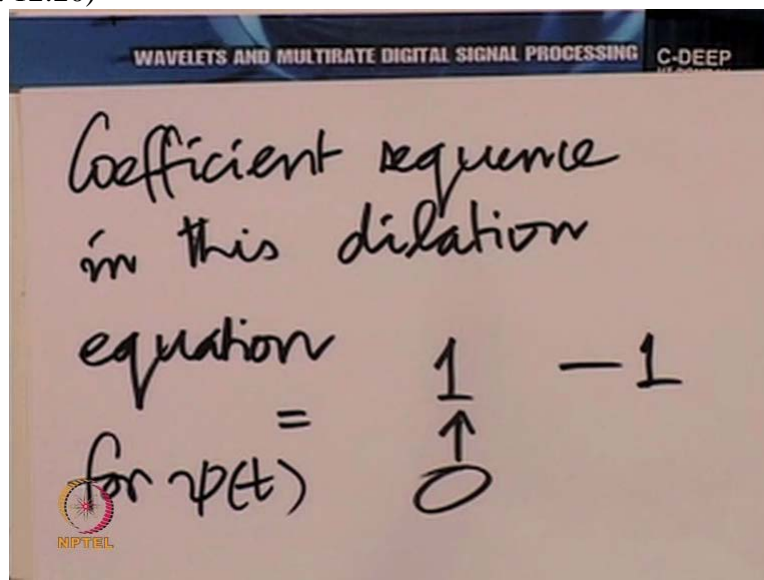 WAVELETS AND MULTIRATE DIGITAL SIGNAL PROCESSING C-DEEP
Coefficient sequence
in this dilation
equation 1 -1
= ↑
for ψ(t) 0
NPTEL